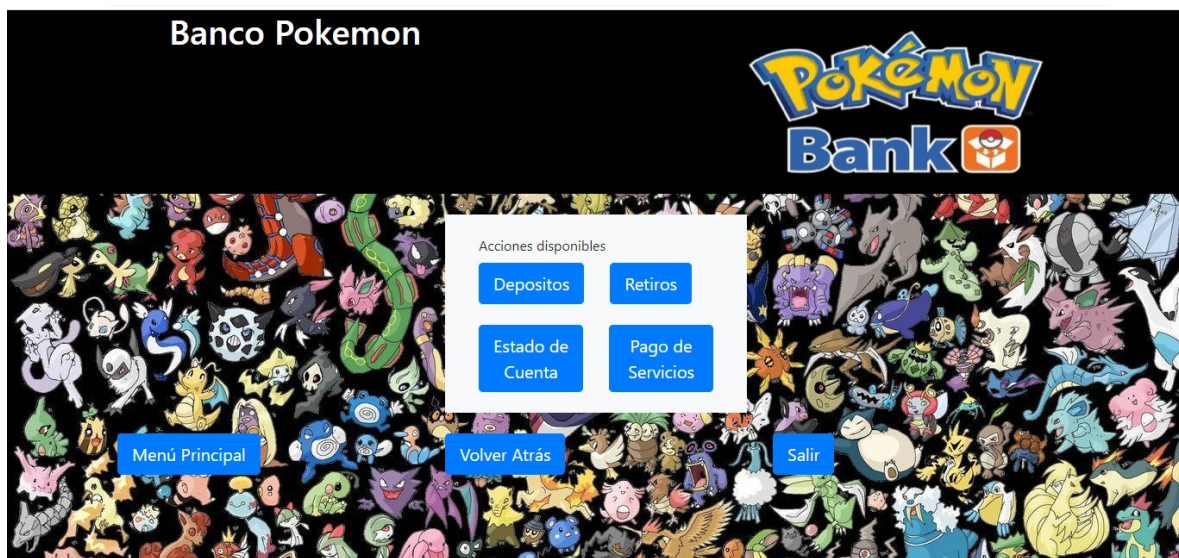 Banco Pokemon
POKéMON
Bank
Acciones disponibles
Depositos
Retiros
Estado de
Cuenta
Pago de
Servicios
Menú Principal
Volver Atrás
Salir